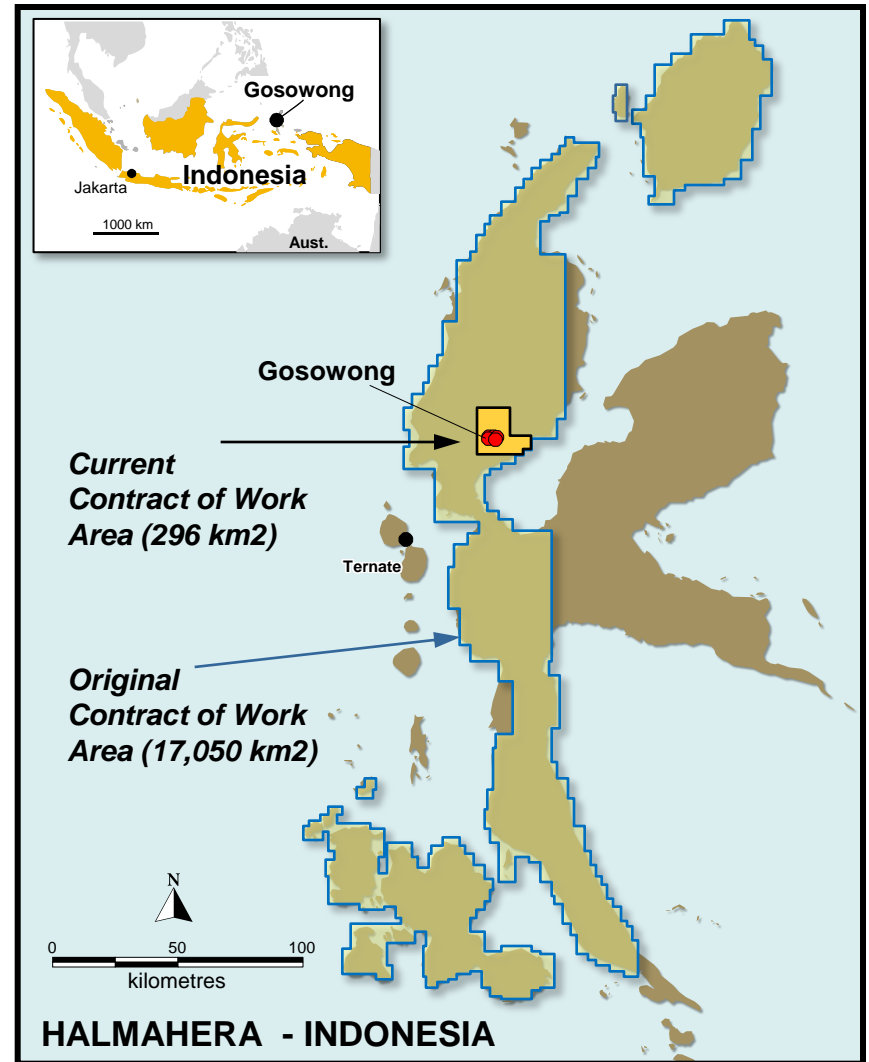 Gosowong
Indonesia
Jakarta
1000 km
Aust.
Gosowong
Current
Contract of Work
Area (296 km2)
Ternate
Original
Contract of Work
Area (17,050 km2)
N
0 50 100
kilometres
HALMAHERA - INDONESIA